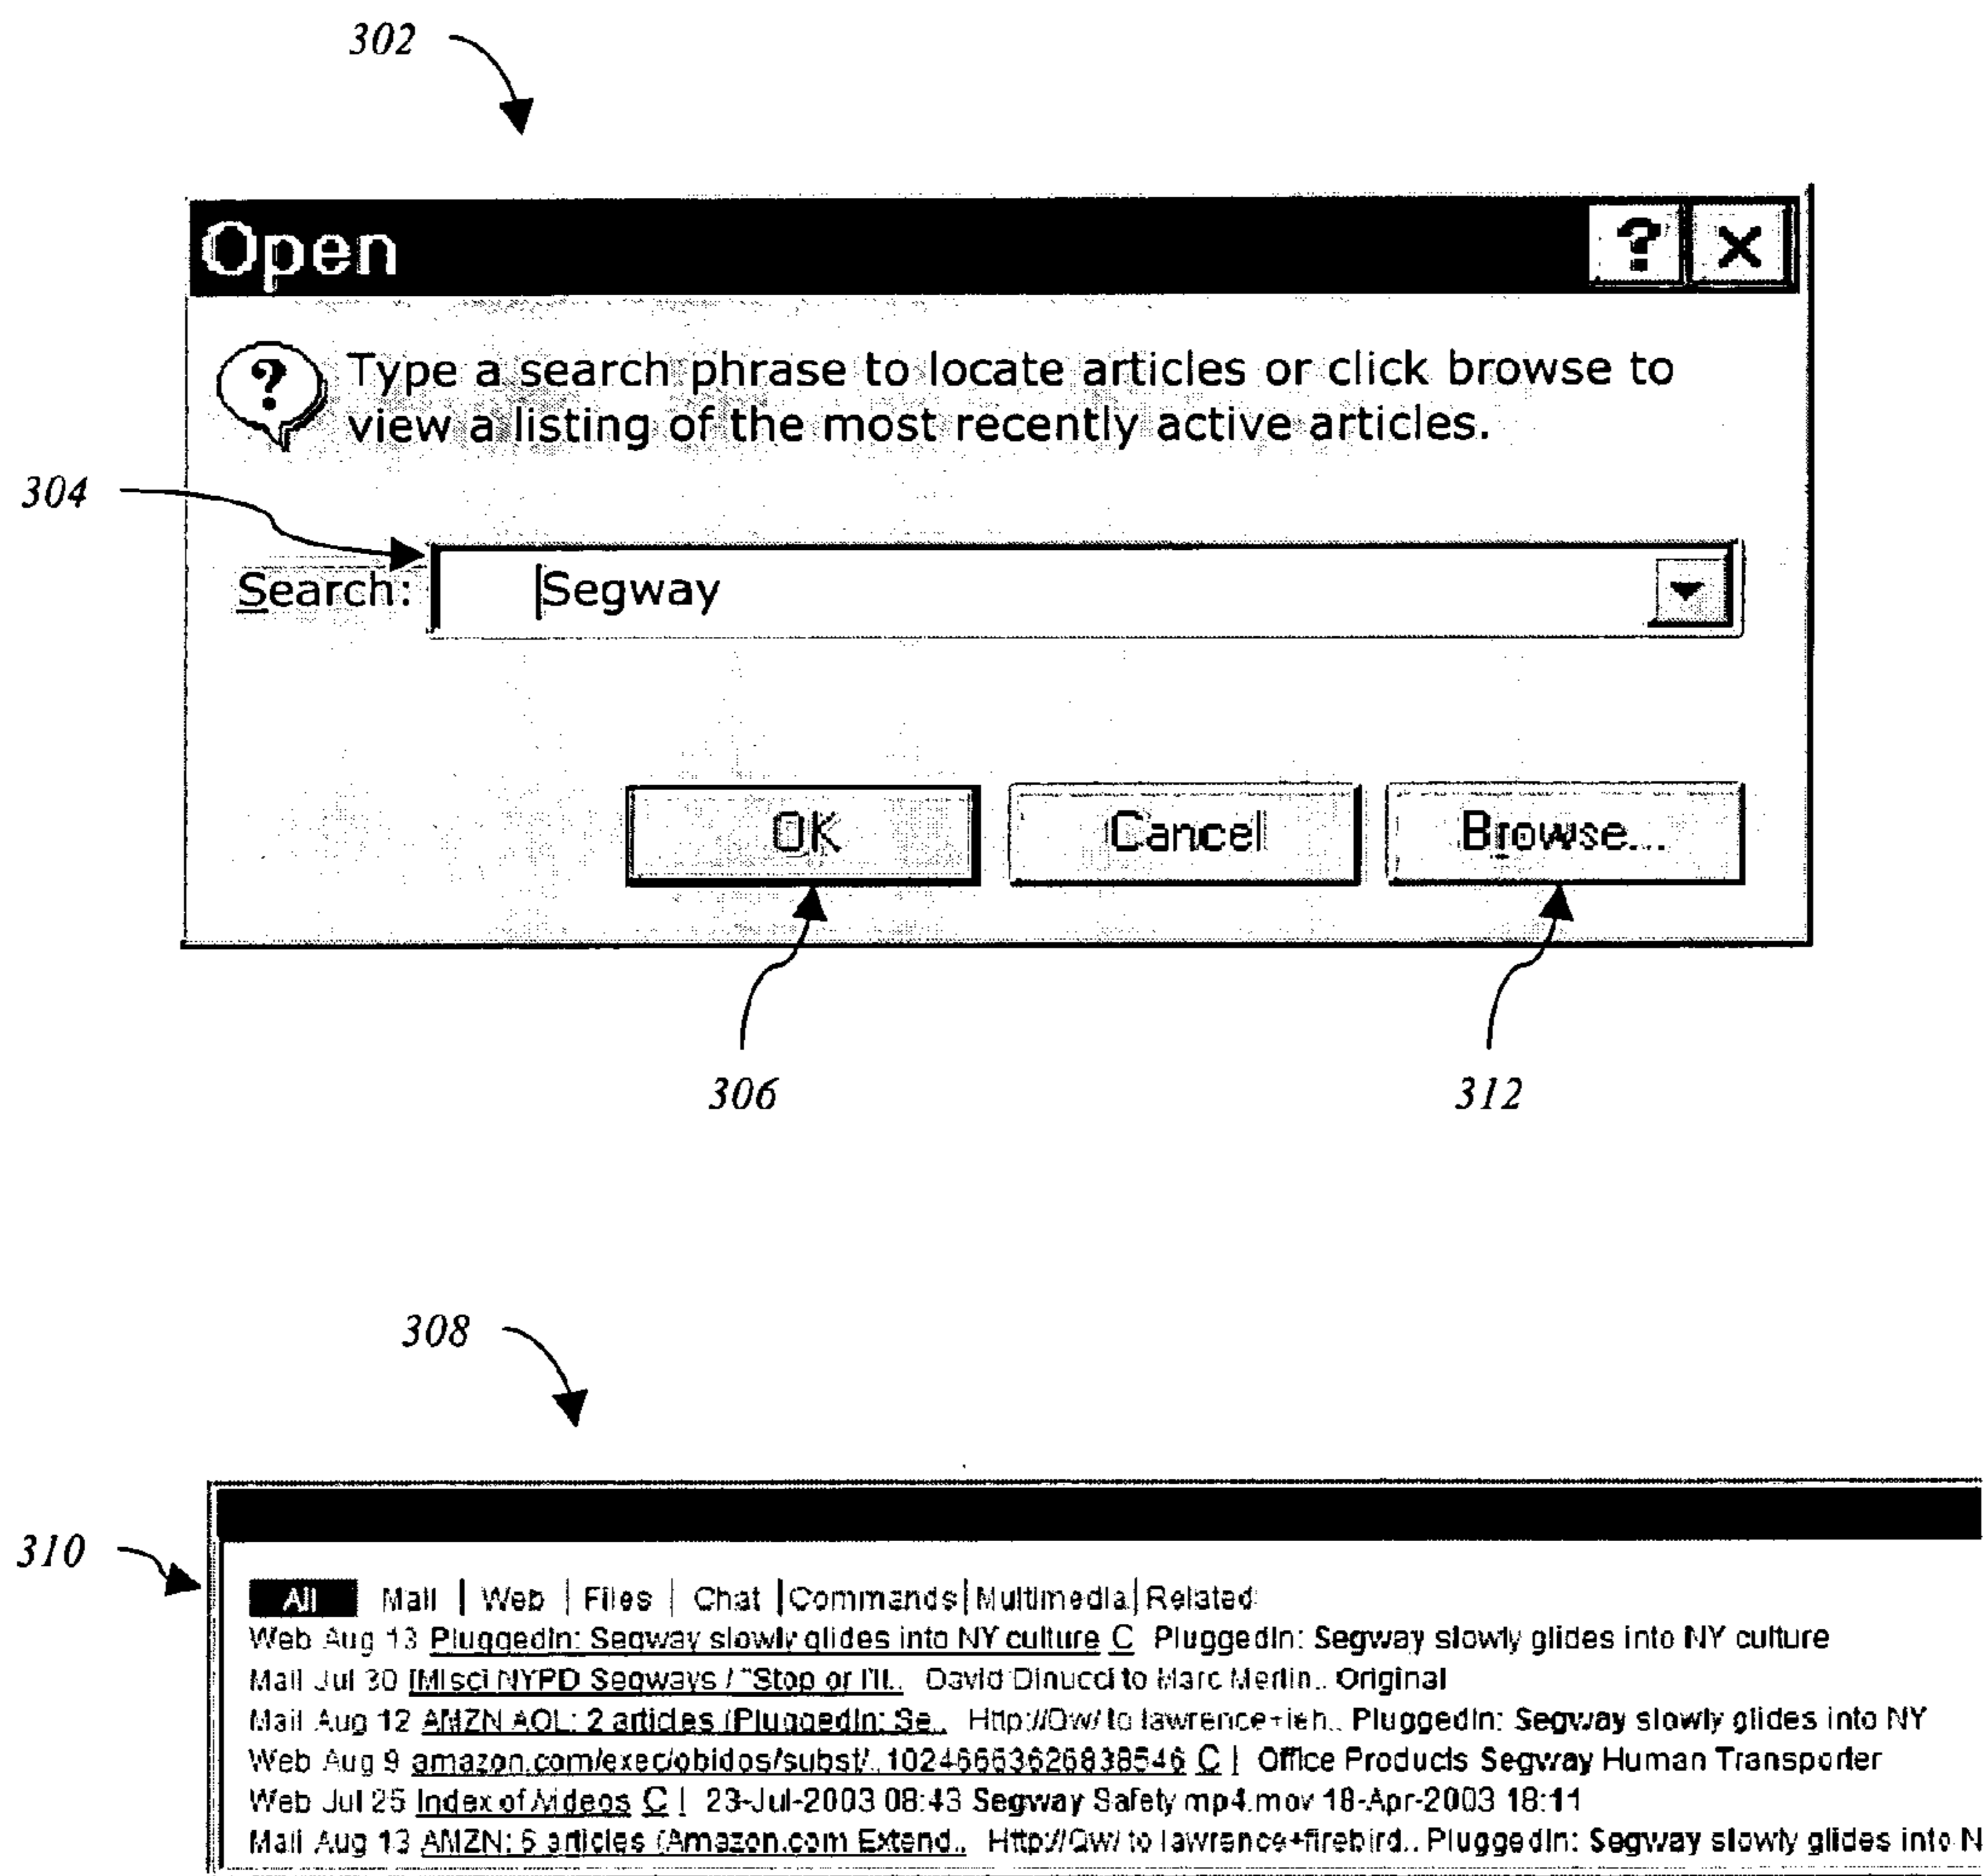 302
Open
?
Type a search phrase to locate articles or click browse to
view a listing of the most recently active articles.
304
Search: Segway
OK Cancel Browse...
306 312
308
310
All Mail | Web | Files | Chat | Commands | Multimedia | Related
Web Aug 13 PluggedIn: Segway slowly glides into NY culture C PluggedIn: Segway slowly glides into NY culture
Mail Jul 30 [Misc] NYPD Segways / "Stop or I'll.. David Dinucci to Marc Merlin.. Original
Mail Aug 12 AMZN AOL: 2 articles (PluggedIn: Se.. Http://Qw/ to PluggedIn: Segway slowly glides into NY
Web Aug 9 amazon.com/exec/obidos/subst/.. C | Office Products Segway Human Transporter
Web Jul 25 Index of /videos C | 23-Jul-2003 08:43 Segway Safety mp4.mov 18-Apr-2003 18:11
Mail Aug 13 AMZN: 5 articles (Amazon.com Extend.. Http://Qw/ to lawrence+firebird.. PluggedIn: Segway slowly glides into N